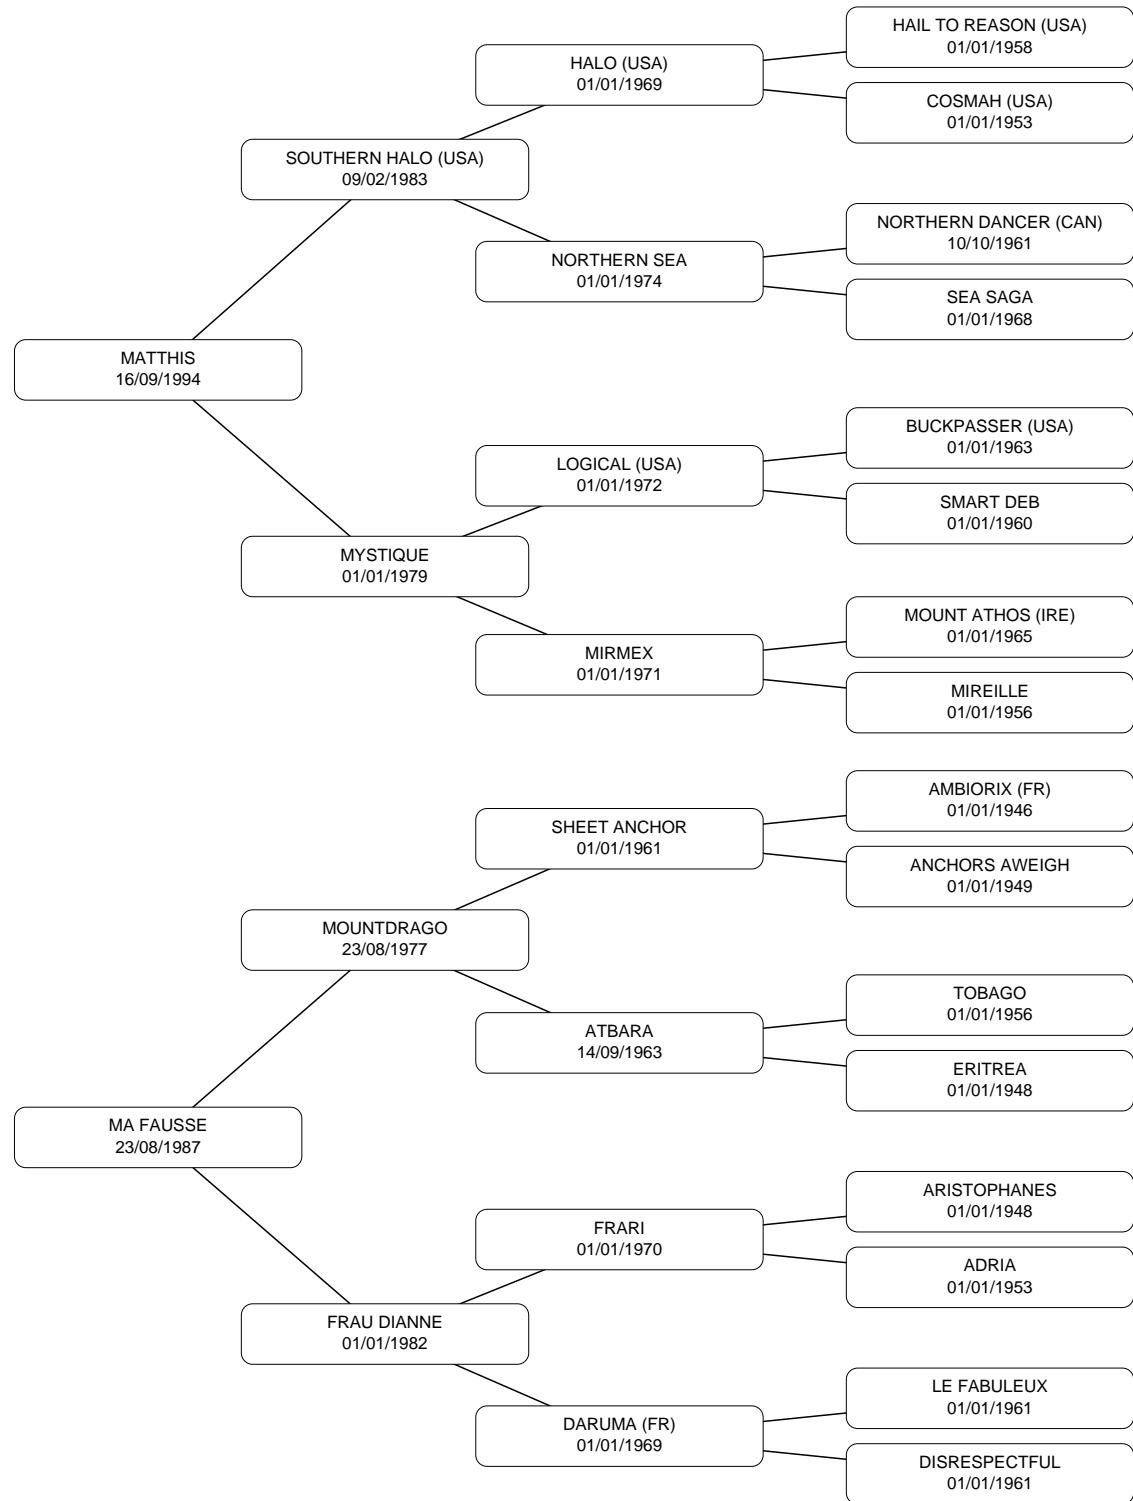 HAIL TO REASON (USA)
01/01/1958
HALO (USA)
01/01/1969
COSMAH (USA)
01/01/1953
SOUTHERN HALO (USA)
09/02/1983
NORTHERN DANCER (CAN)
10/10/1961
NORTHERN SEA
01/01/1974
SEA SAGA
01/01/1968
MATTHIS
16/09/1994
BUCKPASSER (USA)
01/01/1963
LOGICAL (USA)
01/01/1972
SMART DEB
01/01/1960
MYSTIQUE
01/01/1979
MOUNT ATHOS (IRE)
01/01/1965
MIRMEX
01/01/1971
MIREILLE
01/01/1956
AMBIORIX (FR)
01/01/1946
SHEET ANCHOR
01/01/1961
ANCHORS AWEIGH
01/01/1949
MOUNTDRAGO
23/08/1977
TOBAGO
01/01/1956
ATBARA
14/09/1963
ERITREA
01/01/1948
MA FAUSSE
23/08/1987
ARISTOPHANES
01/01/1948
FRARI
01/01/1970
ADRIA
01/01/1953
FRAU DIANNE
01/01/1982
LE FABULEUX
01/01/1961
DARUMA (FR)
01/01/1969
DISRESPECTFUL
01/01/1961